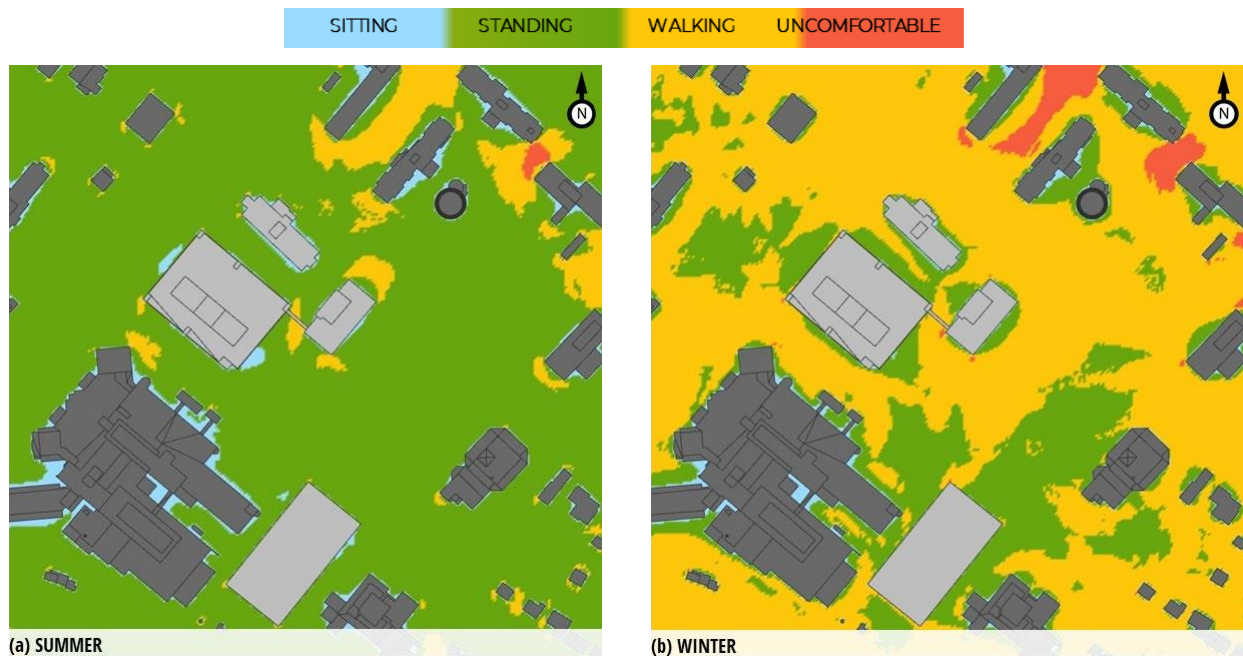 SITTING STANDING WALKING UNCOMFORTABLE
N N
(a) SUMMER (b) WINTER